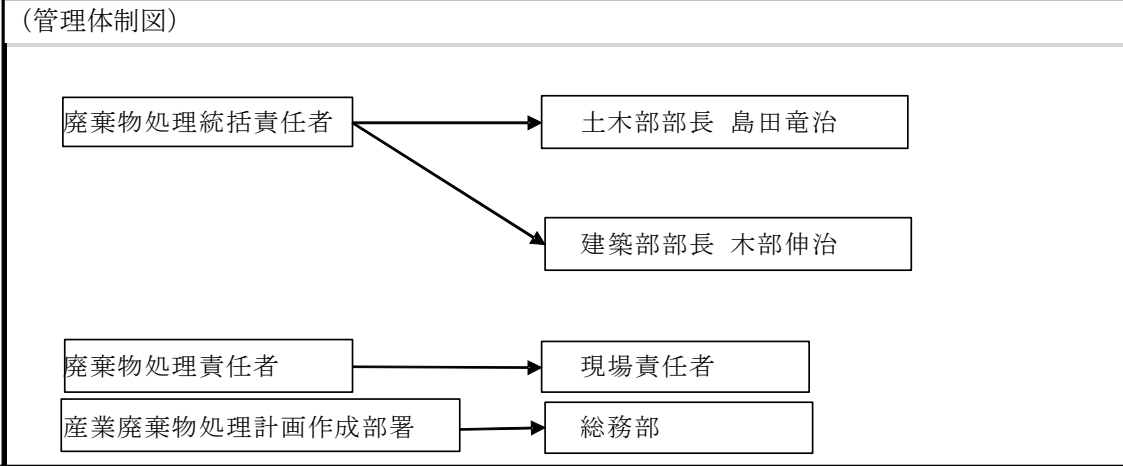 （管理体制図）
廃棄物処理統括責任者
土木部部長 島田竜治
建築部部長 木部伸治
廃棄物処理責任者
現場責任者
産業廃棄物処理計画作成部署
総務部